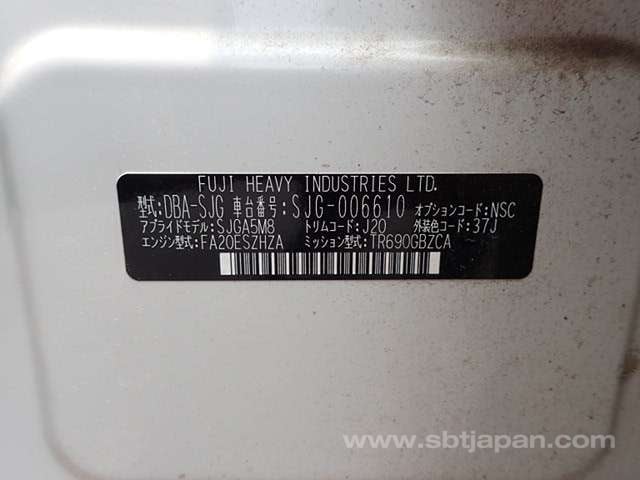 FUJI HEAVY INDUSTRIES LTD.
型式:DBA-SJG 車台番号:SJG-006610 オプションコード:NSC
アプライドモデル:SJGA5M8 トリムコード:J20 外装色コード:37J
エンジン型式:FA20ESZHZA ミッション型式:TR690GBZCA
www.sbtjapan.com